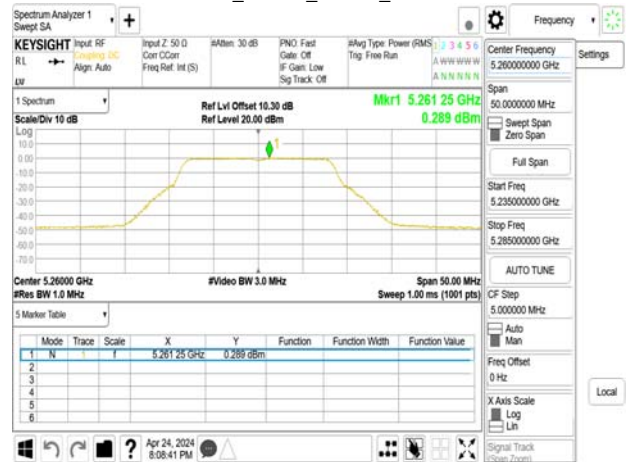 Spectrum Analyzer 1
Swept SA
Frequency
KEYSIGHT
RL
Input: RF
Coupling: DC
Align: Auto
Input Z: 50 Ω
Corr CCorr
Freq Ref: Int (S)
#Atten: 30 dB
PNO: Fast
Gate: Off
IF Gain: Low
Sig Track: Off
#Avg Type: Power (RMS)
Trig: Free Run
1 2 3 4 5 6
A W W W W W
A N N N N N
1 Spectrum
Scale/Div 10 dB
Ref Lvl Offset 10.30 dB
Ref Level 20.00 dBm
Mkr1 5.261 25 GHz
0.289 dBm
Log
10.0
0.00
-10.0
-20.0
-30.0
-40.0
-50.0
-60.0
-70.0
1
Center 5.26000 GHz
#Res BW 1.0 MHz
#Video BW 3.0 MHz
Span 50.00 MHz
Sweep 1.00 ms (1001 pts)
5 Marker Table
Mode Trace Scale X Y Function Function Width Function Value
1 N 1 f 5.261 25 GHz 0.289 dBm
2
3
4
5
6
Apr 24, 2024
8:08:41 PM
Center Frequency
5.260000000 GHz
Settings
Span
50.0000000 MHz
Swept Span
Zero Span
Full Span
Start Freq
5.235000000 GHz
Stop Freq
5.285000000 GHz
AUTO TUNE
CF Step
5.000000 MHz
Auto
Man
Freq Offset
0 Hz
X Axis Scale
Log
Lin
Local
Signal Track
(Span Zoom)